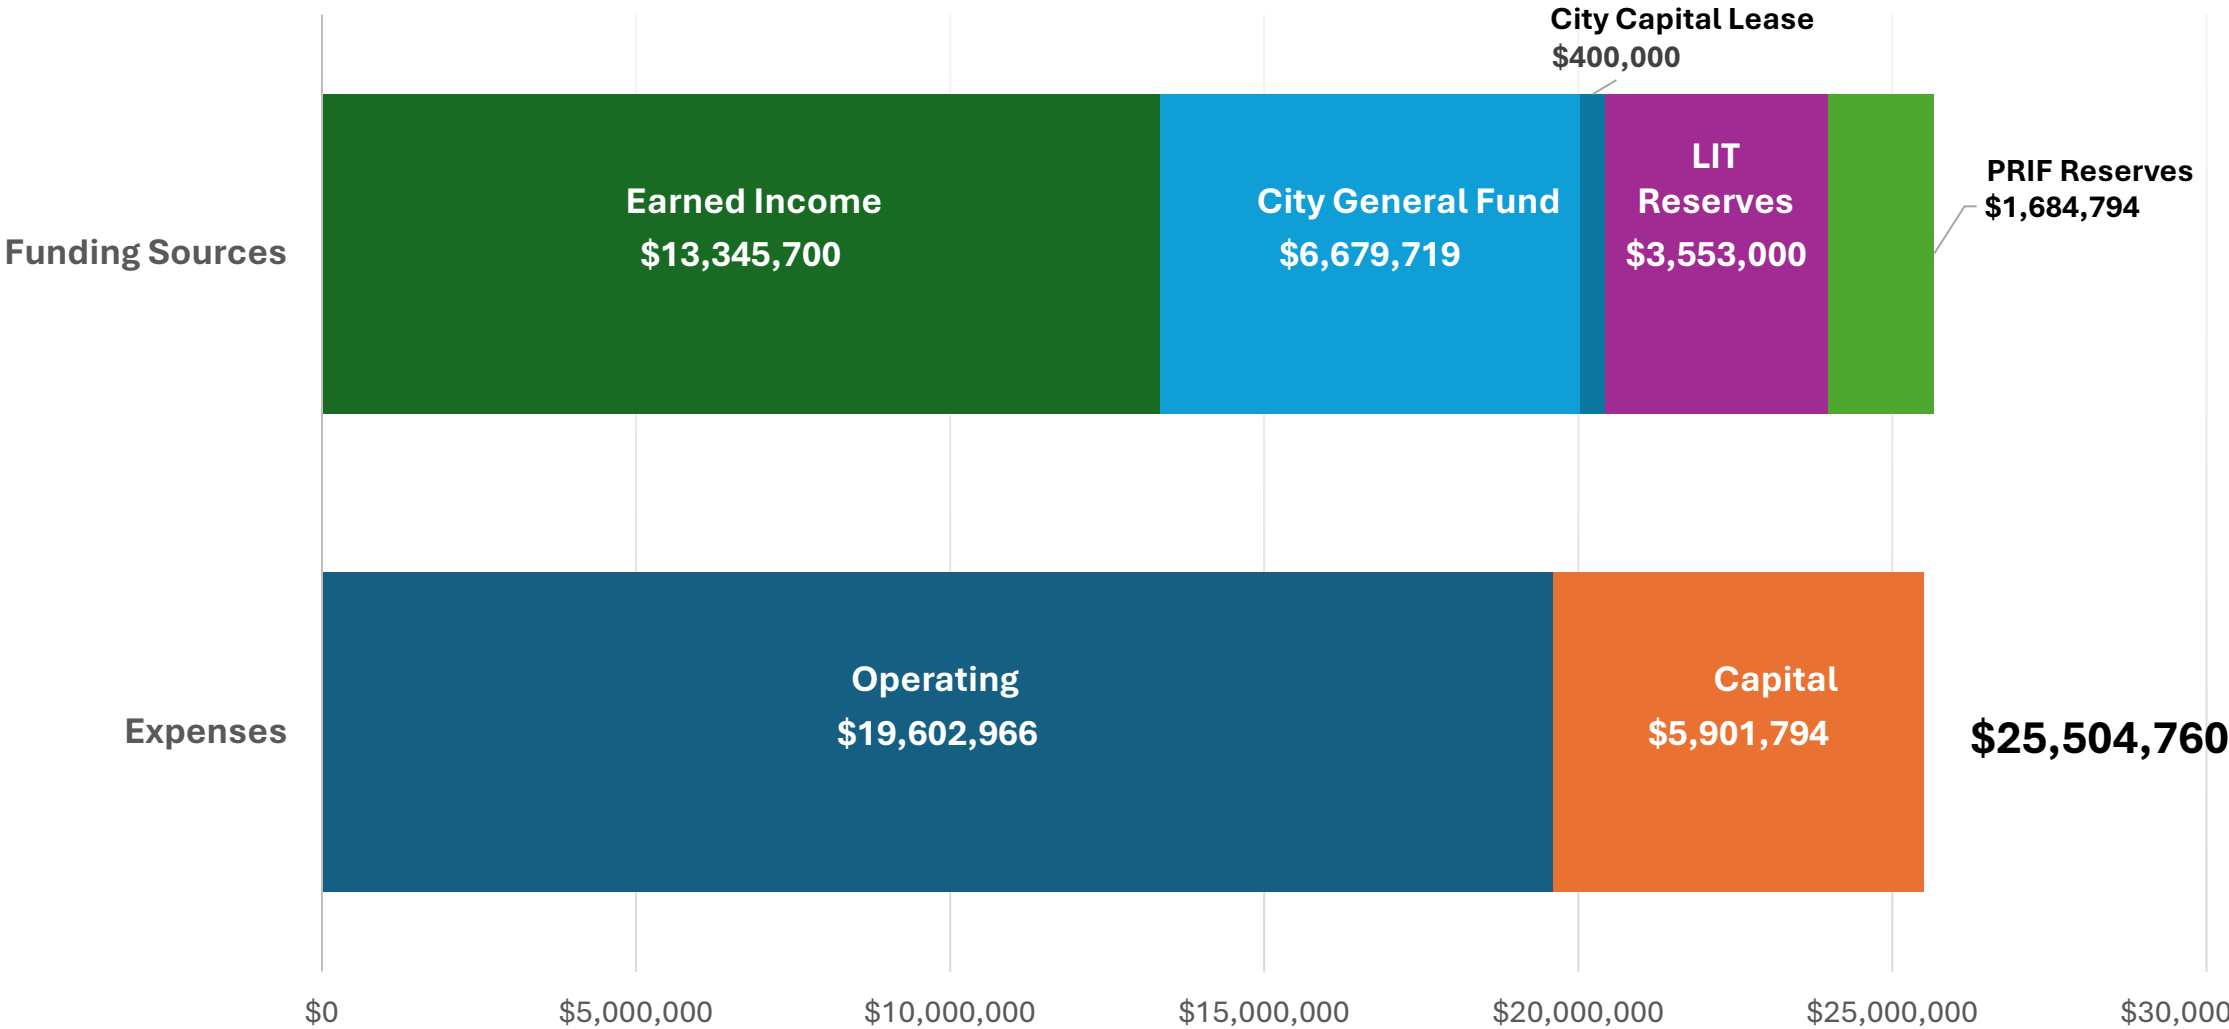 City Capital Lease
$400,000
LIT
Reserves
$3,553,000
PRIF Reserves
$1,684,794
Earned Income
$13,345,700
City General Fund
$6,679,719
Funding Sources
Operating
$19,602,966
Capital
$5,901,794
Expenses
$25,504,760
$0
$5,000,000
$10,000,000
$15,000,000
$20,000,000
$25,000,000
$30,000